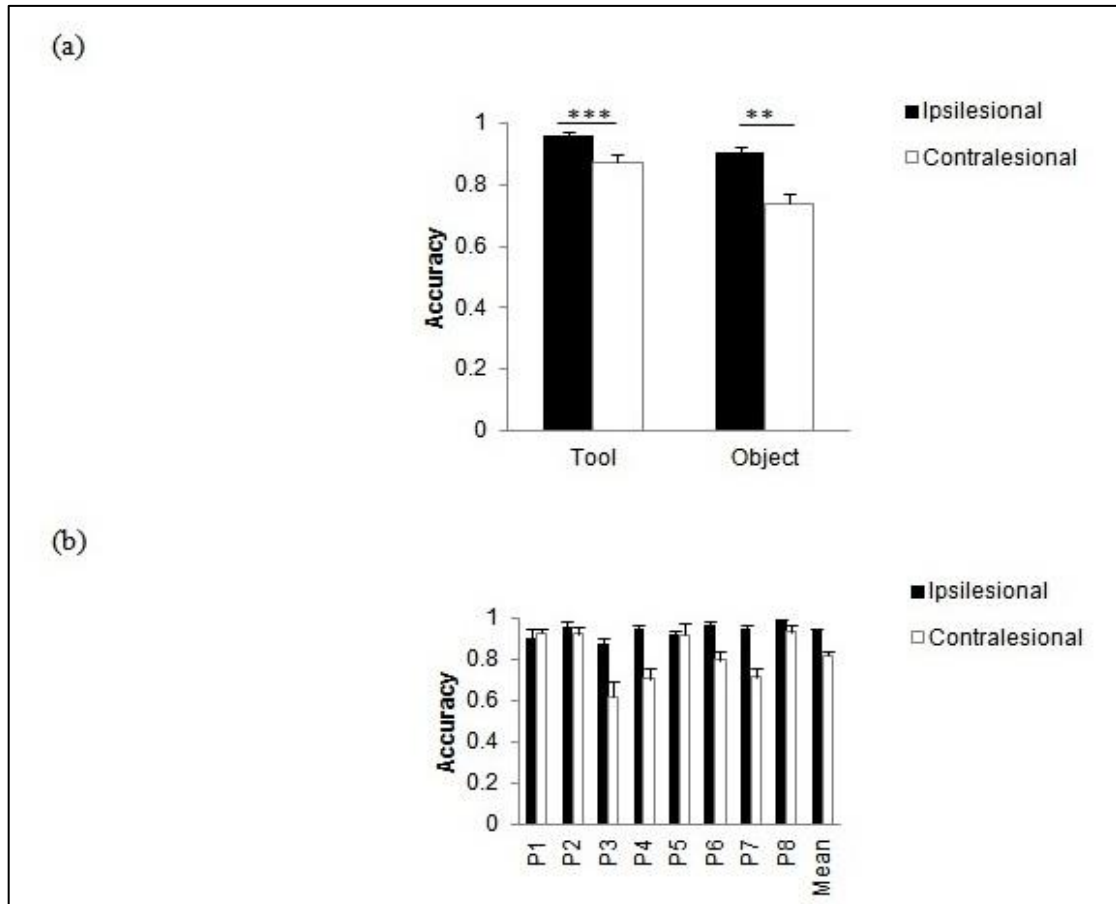 (a)
*** **
Ipsilesional
Contralesional
Accuracy
1
0.8
0.6
0.4
0.2
0
Tool Object
(b)
Ipsilesional
Contralesional
Accuracy
1
0.8
0.6
0.4
0.2
0
P1 P2 P3 P4 P5 P6 P7 P8 Mean